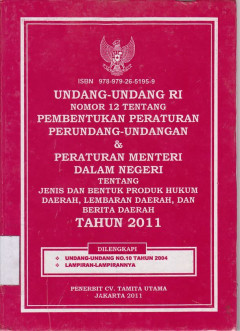 ISBN 978-979-26-5195-9
UNDANG-UNDANG RI
NOMOR 12 TENTANG
PEMBENTUKAN PERATURAN
PERUNDANG-UNDANGAN
&
PERATURAN MENTERI
DALAM NEGERI
TENTANG
JENIS DAN BENTUK PRODUK HUKUM
DAERAH, LEMBARAN DAERAH, DAN
BERITA DAERAH
TAHUN 2011
DILENGKAPI
UNDANG-UNDANG NO.10 TAHUN 2004
LAMPIRAN-LAMPIRANNYA
PENERBIT CV. TAMITA UTAMA
JAKARTA 2011